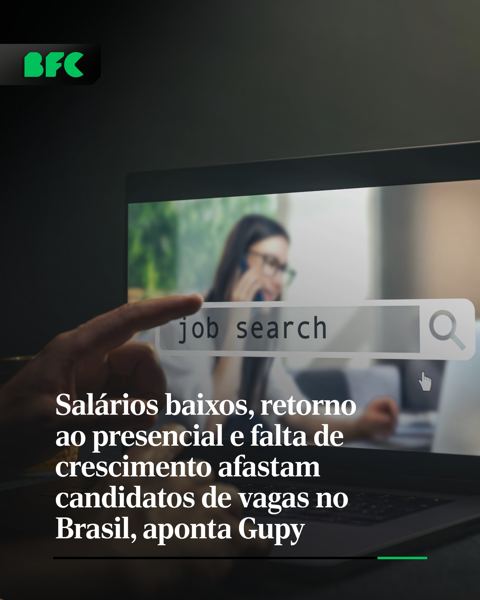 BFC
job search
Salários baixos, retorno
ao presencial e falta de
crescimento afastam
candidatos de vagas no
Brasil, aponta Gupy